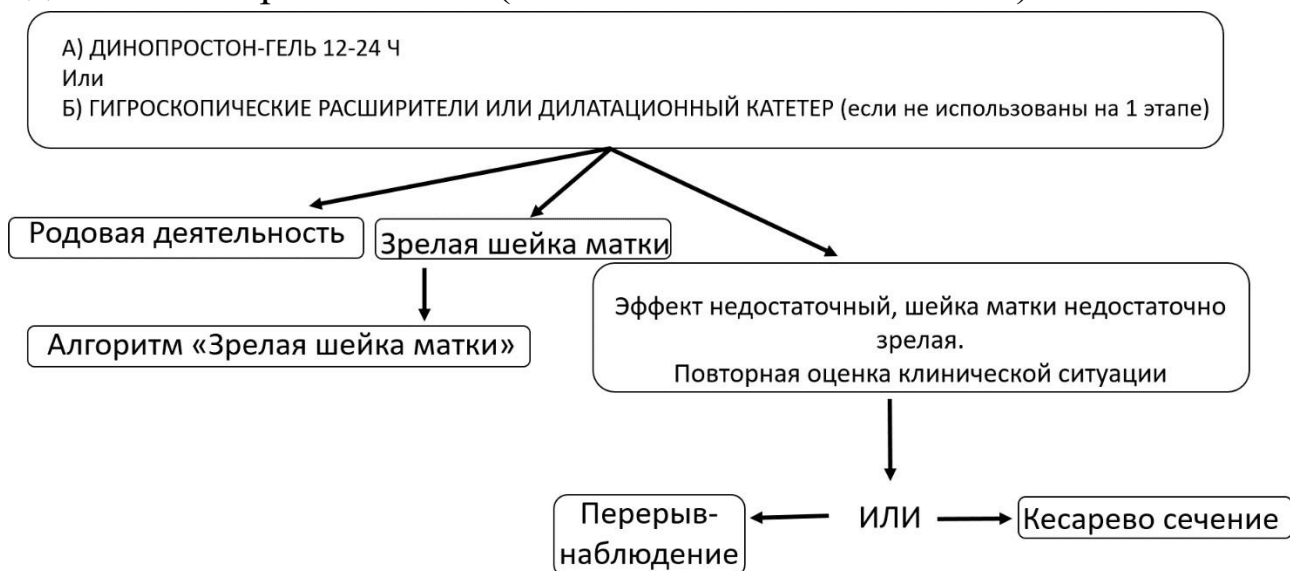 А) ДИНОПРОСТОН-ГЕЛЬ 12-24 Ч
Или
Б) ГИГРОСКОПИЧЕСКИЕ РАСШИРИТЕЛИ ИЛИ ДИЛАТАЦИОННЫЙ КАТЕТЕР (если не использованы на 1 этапе)
Родовая деятельность
Зрелая шейка матки
Алгоритм «Зрелая шейка матки»
Эффект недостаточный, шейка матки недостаточно
зрелая.
Повторная оценка клинической ситуации
Перерыв-
наблюдение
ИЛИ
Кесарево сечение